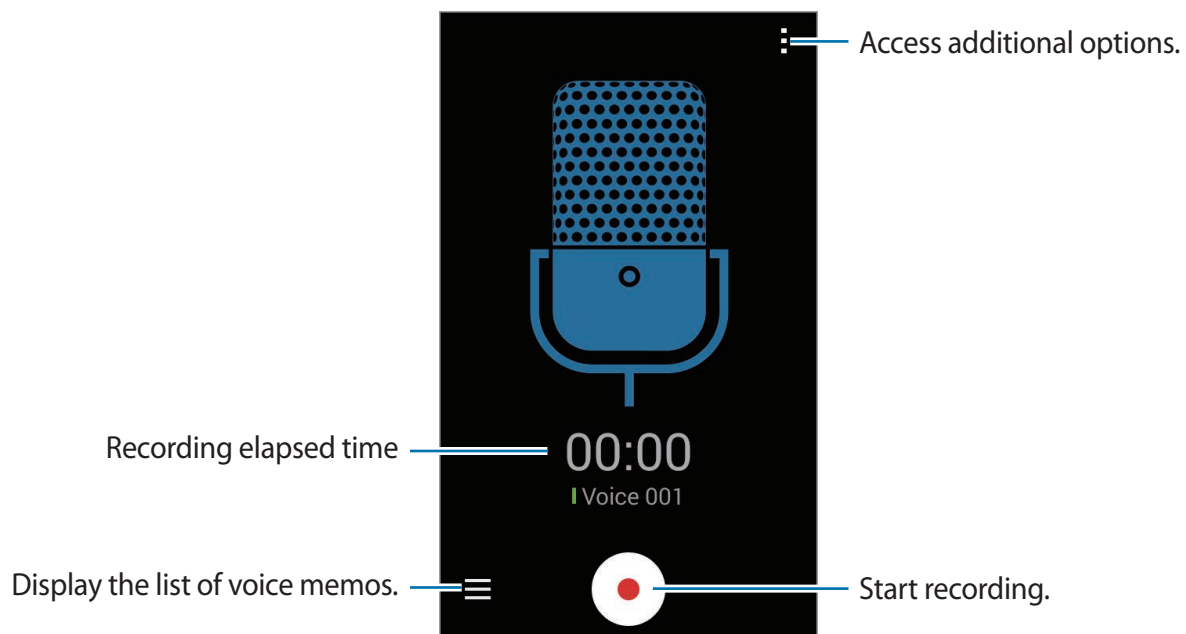 Access additional options.
Recording elapsed time
00:00
Voice 001
Display the list of voice memos.
Start recording.